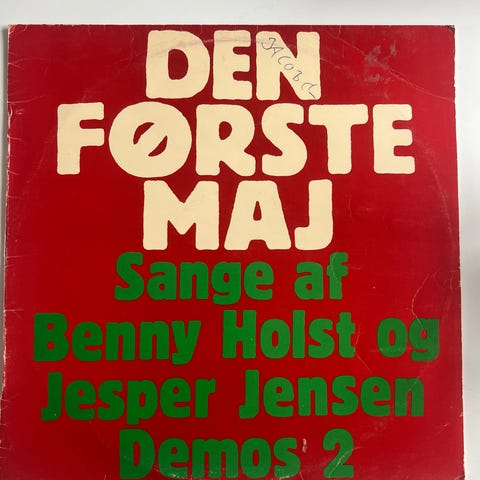 DEN
FØRSTE
MAJ
Sange af
Benny Holst og
Jesper Jensen
Demos 2